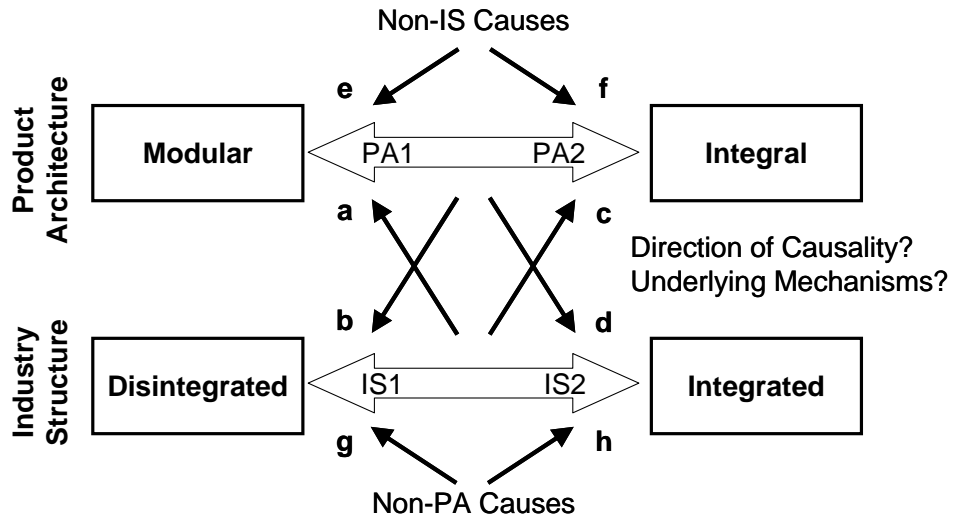 Non-IS Causes
e
f
Product
Architecture
Modular
PA1
PA2
Integral
a
c
Direction of Causality?
Underlying Mechanisms?
b
d
Industry
Structure
Disintegrated
IS1
IS2
Integrated
g
h
Non-PA Causes